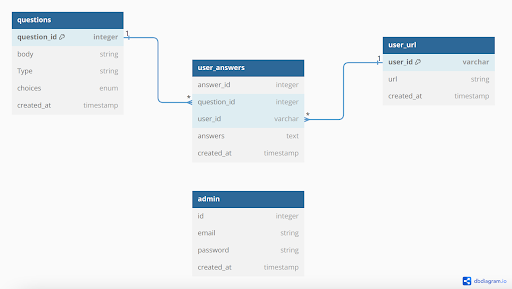 questions
question_id integer
body string
Type string
choices enum
created_at timestamp
1
*
user_answers
answer_id integer
question_id integer
user_id varchar
answers text
created_at timestamp
*
1
user_url
user_id varchar
url string
created_at timestamp
admin
id integer
email string
password string
created_at timestamp
dbdiagram.io